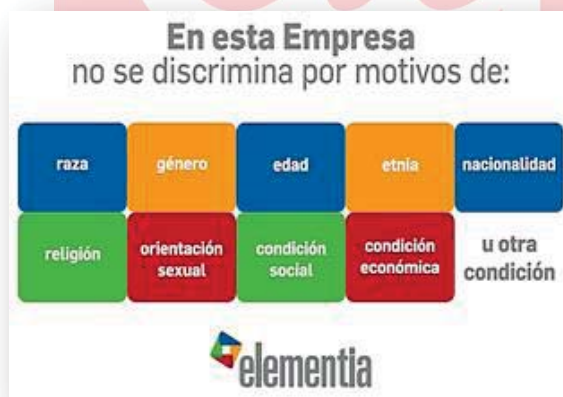 En esta Empresa
no se discrimina por motivos de:
raza
género
edad
etnia
nacionalidad
religión
orientación
sexual
condición
social
condición
económica
u otra
condición
elementia